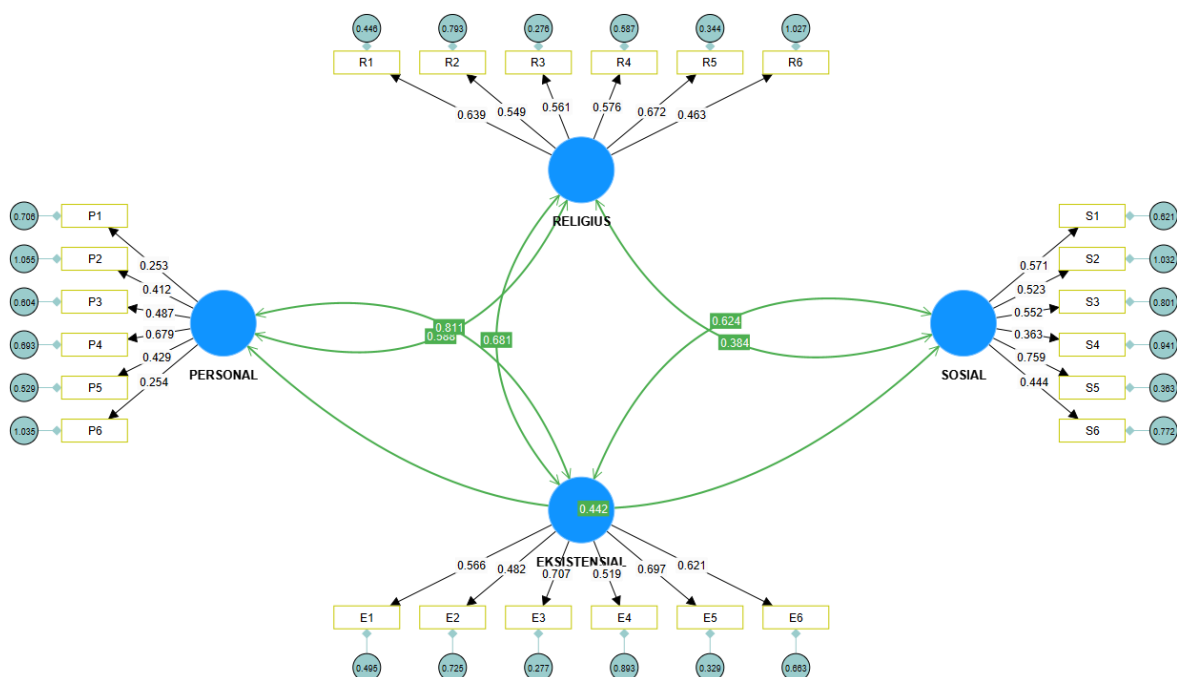 0.446 0.793 0.276 0.587 0.344 1.027
R1 R2 R3 R4 R5 R6
0.639 0.549 0.561 0.576 0.672 0.463
RELIGIUS
0.706 P1
1.055 P2
0.604 P3
0.693 P4
0.529 P5
1.035 P6
0.253
0.412
0.487
0.679
0.429
0.254
PERSONAL
0.811
0.588
0.681
0.624
0.384
0.442
S1 0.621
S2 1.032
S3 0.801
S4 0.941
S5 0.363
S6 0.772
0.571
0.523
0.552
0.363
0.759
0.444
SOSIAL
EKSISTENSIAL
0.566 0.482 0.707 0.519 0.697 0.621
E1 E2 E3 E4 E5 E6
0.495 0.725 0.277 0.893 0.329 0.663